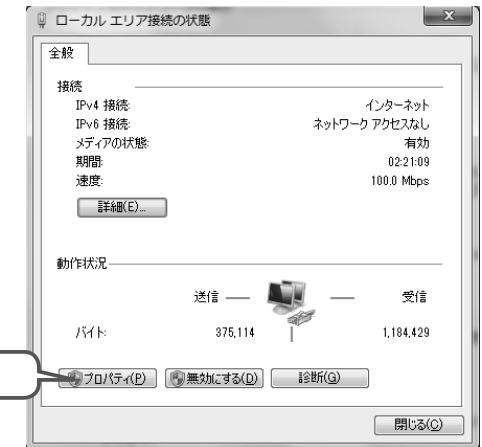 ローカル エリア接続の状態
全般
接続
IPv4 接続: インターネット
IPv6 接続: ネットワーク アクセスなし
メディアの状態: 有効
期間: 02:21:09
速度: 100.0 Mbps
詳細(E)...
動作状況
送信 — — 受信
バイト: 375,114 1,184,429
プロパティ(P) 無効にする(D) 診断(G)
閉じる(C)